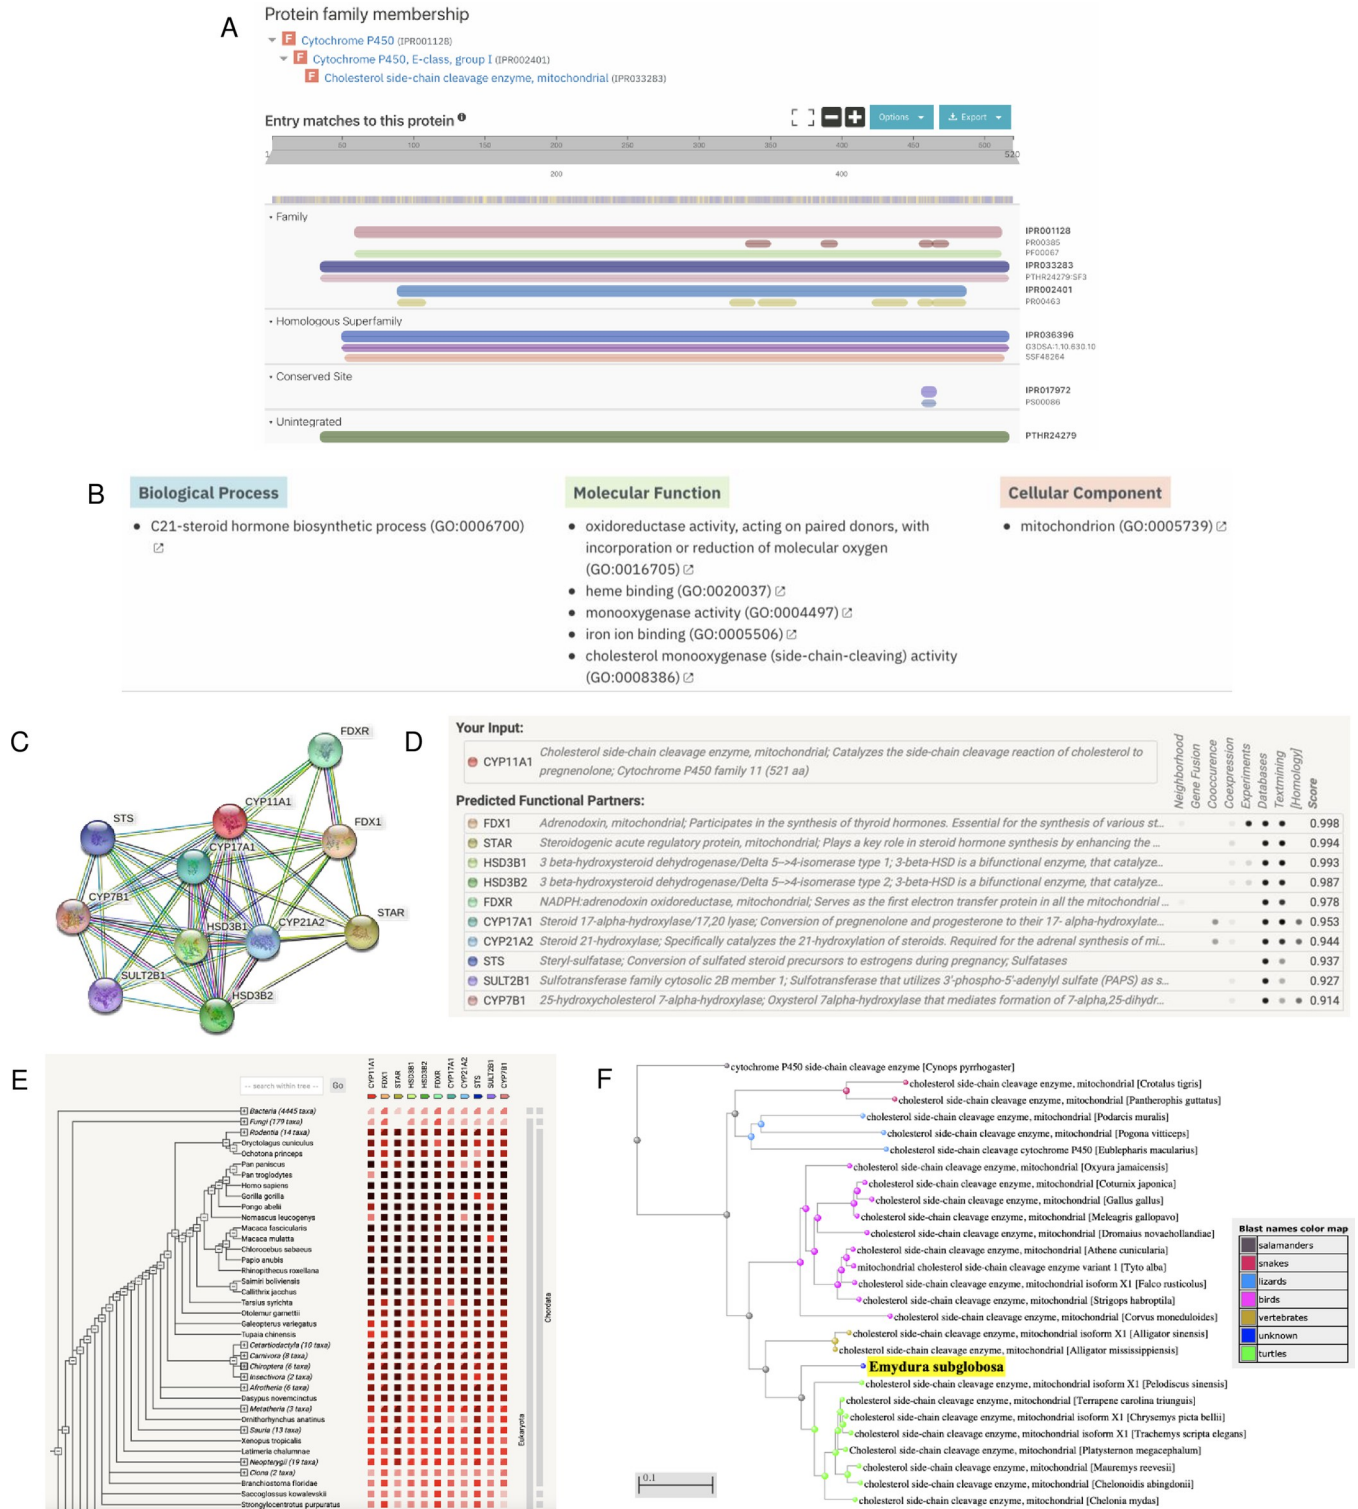 A
Protein family membership
F Cytochrome P450 (IPR001128)
F Cytochrome P450, E-class, group I (IPR002401)
F Cholesterol side-chain cleavage enzyme, mitochondrial (IPR033283)
Entry matches to this protein
Options
Export
1 50 100 150 200 250 300 350 400 450 500 520
200 400
Family
IPR001128
PR00385
PF00067
IPR033283
PTHR24279:SF3
IPR002401
PR00463
Homologous Superfamily
IPR036396
G3DSA:1.10.630.10
SSF48264
Conserved Site
IPR017972
PS00086
Unintegrated
PTHR24279
B
Biological Process
C21-steroid hormone biosynthetic process (GO:0006700)
Molecular Function
oxidoreductase activity, acting on paired donors, with
incorporation or reduction of molecular oxygen
(GO:0016705)
heme binding (GO:0020037)
monooxygenase activity (GO:0004497)
iron ion binding (GO:0005506)
cholesterol monooxygenase (side-chain-cleaving) activity
(GO:0008386)
Cellular Component
mitochondrion (GO:0005739)
C
FDXR
CYP11A1
STS
FDX1
CYP17A1
CYP7B1
STAR
HSD3B1
CYP21A2
SULT2B1
HSD3B2
D
Your Input:
CYP11A1 Cholesterol side-chain cleavage enzyme, mitochondrial; Catalyzes the side-chain cleavage reaction of cholesterol to
pregnenolone; Cytochrome P450 family 11 (521 aa)
Neighborhood
Gene Fusion
Cooccurence
Coexpression
Experiments
Databases
Textmining
[Homology]
Score
Predicted Functional Partners:
FDX1 Adrenodoxin, mitochondrial; Participates in the synthesis of thyroid hormones. Essential for the synthesis of various st... 0.998
STAR Steroidogenic acute regulatory protein, mitochondrial; Plays a key role in steroid hormone synthesis by enhancing the ... 0.994
HSD3B1 3 beta-hydroxysteroid dehydrogenase/Delta 5-->4-isomerase type 1; 3-beta-HSD is a bifunctional enzyme, that catalyze... 0.993
HSD3B2 3 beta-hydroxysteroid dehydrogenase/Delta 5-->4-isomerase type 2; 3-beta-HSD is a bifunctional enzyme, that catalyze... 0.987
FDXR NADPH:adrenodoxin oxidoreductase, mitochondrial; Serves as the first electron transfer protein in all the mitochondrial ... 0.978
CYP17A1 Steroid 17-alpha-hydroxylase/17,20 lyase; Conversion of pregnenolone and progesterone to their 17- alpha-hydroxylate... 0.953
CYP21A2 Steroid 21-hydroxylase; Specifically catalyzes the 21-hydroxylation of steroids. Required for the adrenal synthesis of mi... 0.944
STS Steryl-sulfatase; Conversion of sulfated steroid precursors to estrogens during pregnancy; Sulfatases 0.937
SULT2B1 Sulfotransferase family cytosolic 2B member 1; Sulfotransferase that utilizes 3'-phospho-5'-adenylyl sulfate (PAPS) as s... 0.927
CYP7B1 25-hydroxycholesterol 7-alpha-hydroxylase; Oxysterol 7alpha-hydroxylase that mediates formation of 7-alpha,25-dihydr... 0.914
E
-- search within tree --
Go
CYP11A1
FDX1
STAR
HSD3B1
HSD3B2
FDXR
CYP17A1
CYP21A2
STS
SULT2B1
CYP7B1
Bacteria (4445 taxa)
Fungi (179 taxa)
Rodentia (14 taxa)
Oryctolagus cuniculus
Ochotona princeps
Pan paniscus
Pan troglodytes
Homo sapiens
Gorilla gorilla
Pongo abelii
Nomascus leucogenys
Macaca fascicularis
Macaca mulatta
Chlorocebus sabaeus
Papio anubis
Rhinopithecus roxellana
Saimiri boliviensis
Callithrix jacchus
Tarsius syrichta
Otolemur garnettii
Galeopterus variegatus
Tupaia chinensis
Cetartiodactyla (10 taxa)
Carnivora (8 taxa)
Chiroptera (6 taxa)
Insectivora (2 taxa)
Afrotheria (6 taxa)
Dasypus novemcinctus
Metatheria (3 taxa)
Ornithorhynchus anatinus
Sauria (13 taxa)
Xenopus tropicalis
Latimeria chalumnae
Neopterygii (19 taxa)
Ciona (2 taxa)
Branchiostoma floridae
Saccoglossus kowalevskii
Strongylocentrotus purpuratus
Chordata
Eukaryota
F
cytochrome P450 side-chain cleavage enzyme [Cynops pyrrhogaster]
cholesterol side-chain cleavage enzyme, mitochondrial [Crotalus tigris]
cholesterol side-chain cleavage enzyme, mitochondrial [Pantherophis guttatus]
cholesterol side-chain cleavage enzyme, mitochondrial [Podarcis muralis]
cholesterol side-chain cleavage enzyme, mitochondrial [Pogona vitticeps]
cholesterol side-chain cleavage cytochrome P450 [Eublepharis macularius]
cholesterol side-chain cleavage enzyme, mitochondrial [Oxyura jamaicensis]
cholesterol side-chain cleavage enzyme, mitochondrial [Coturnix japonica]
cholesterol side-chain cleavage enzyme, mitochondrial [Gallus gallus]
cholesterol side-chain cleavage enzyme, mitochondrial [Meleagris gallopavo]
cholesterol side-chain cleavage enzyme, mitochondrial [Dromaius novaehollandiae]
cholesterol side-chain cleavage enzyme, mitochondrial [Athene cunicularia]
mitochondrial cholesterol side-chain cleavage enzyme variant 1 [Tyto alba]
cholesterol side-chain cleavage enzyme, mitochondrial isoform X1 [Falco rusticolus]
cholesterol side-chain cleavage enzyme, mitochondrial [Strigops habroptila]
cholesterol side-chain cleavage enzyme, mitochondrial [Corvus moneduloides]
cholesterol side-chain cleavage enzyme, mitochondrial isoform X1 [Alligator sinensis]
cholesterol side-chain cleavage enzyme, mitochondrial [Alligator mississippiensis]
Emydura subglobosa
cholesterol side-chain cleavage enzyme, mitochondrial isoform X1 [Pelodiscus sinensis]
cholesterol side-chain cleavage enzyme, mitochondrial [Terrapene carolina triunguis]
cholesterol side-chain cleavage enzyme, mitochondrial isoform X1 [Chrysemys picta bellii]
cholesterol side-chain cleavage enzyme, mitochondrial isoform X1 [Trachemys scripta elegans]
Cholesterol side-chain cleavage enzyme, mitochondrial [Platysternon megacephalum]
cholesterol side-chain cleavage enzyme, mitochondrial [Mauremys reevesii]
cholesterol side-chain cleavage enzyme, mitochondrial [Chelonoidis abingdonii]
cholesterol side-chain cleavage enzyme, mitochondrial [Chelonia mydas]
0.1
Blast names color map
salamanders
snakes
lizards
birds
vertebrates
unknown
turtles